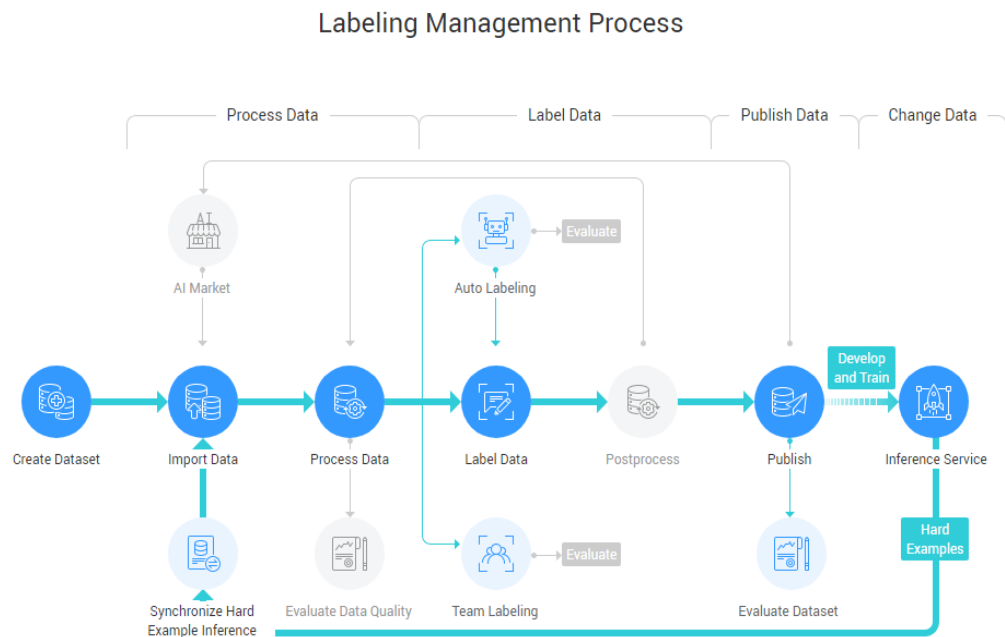 Labeling Management Process
Process Data
Label Data
Publish Data
Change Data
AI
Evaluate
AI Market
Auto Labeling
Develop
and Train
Create Dataset
Import Data
Process Data
Label Data
Postprocess
Publish
Inference Service
Hard
Examples
Evaluate
Synchronize Hard
Example Inference
Evaluate Data Quality
Team Labeling
Evaluate Dataset